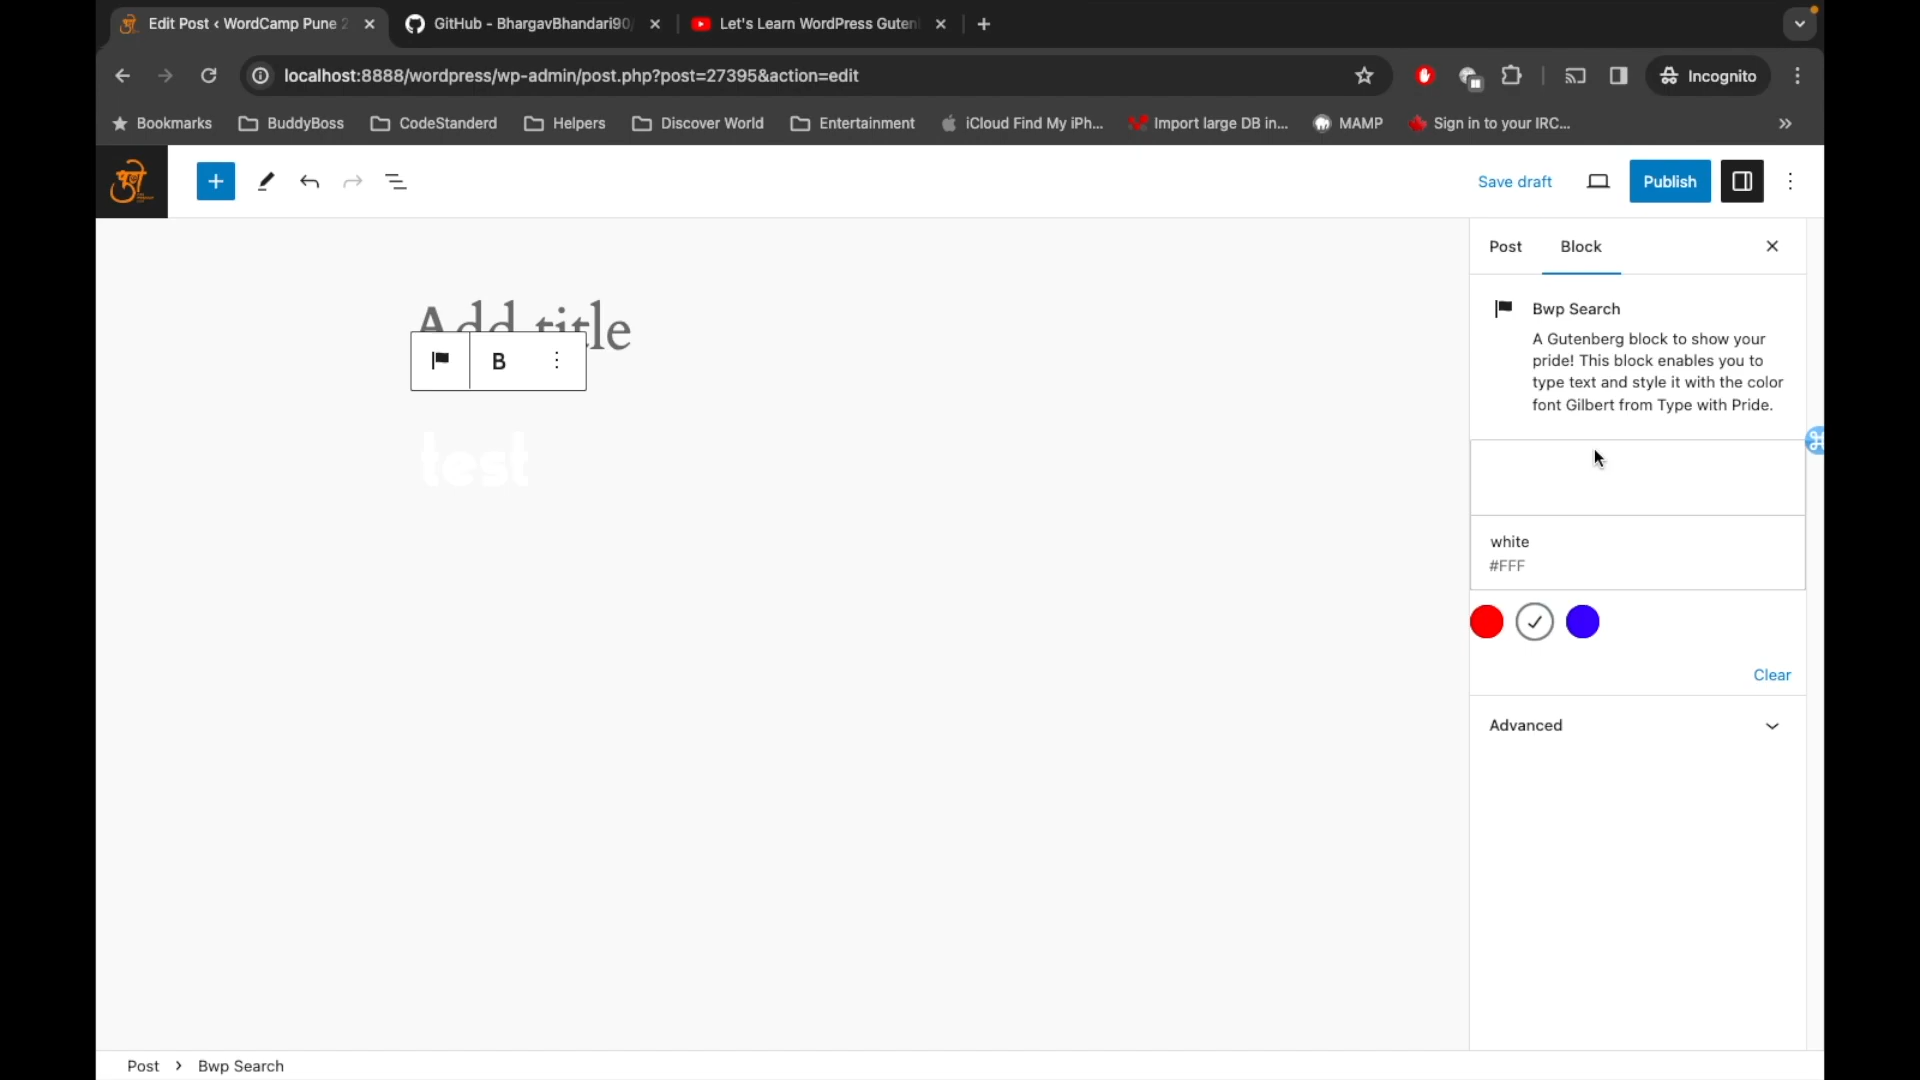 Edit Post ‹ WordCamp Pune 2
GitHub - BhargavBhandari90/
Let's Learn WordPress Guten
localhost:8888/wordpress/wp-admin/post.php?post=27395&action=edit
Incognito
Bookmarks
BuddyBoss
CodeStanderd
Helpers
Discover World
Entertainment
iCloud Find My iPh...
Import large DB in...
MAMP
Sign in to your IRC...
Save draft
Publish
Post
Block
Add title
B
test
Bwp Search
A Gutenberg block to show your
pride! This block enables you to
type text and style it with the color
font Gilbert from Type with Pride.
white
#FFF
Clear
Advanced
Post › Bwp Search